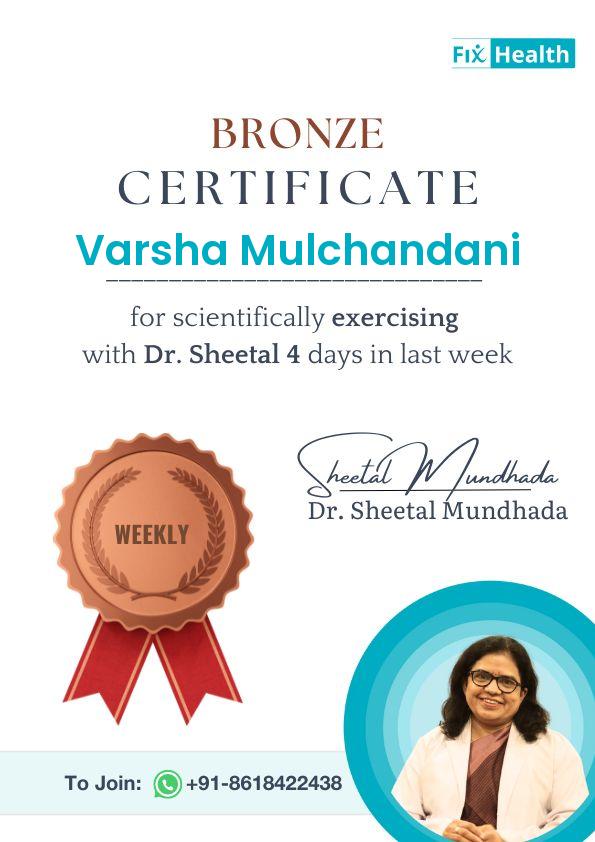 Fix Health
BRONZE
CERTIFICATE
Varsha Mulchandani
for scientifically exercising
with Dr. Sheetal 4 days in last week
Sheetal Mundhada
Dr. Sheetal Mundhada
WEEKLY
To Join: +91-8618422438